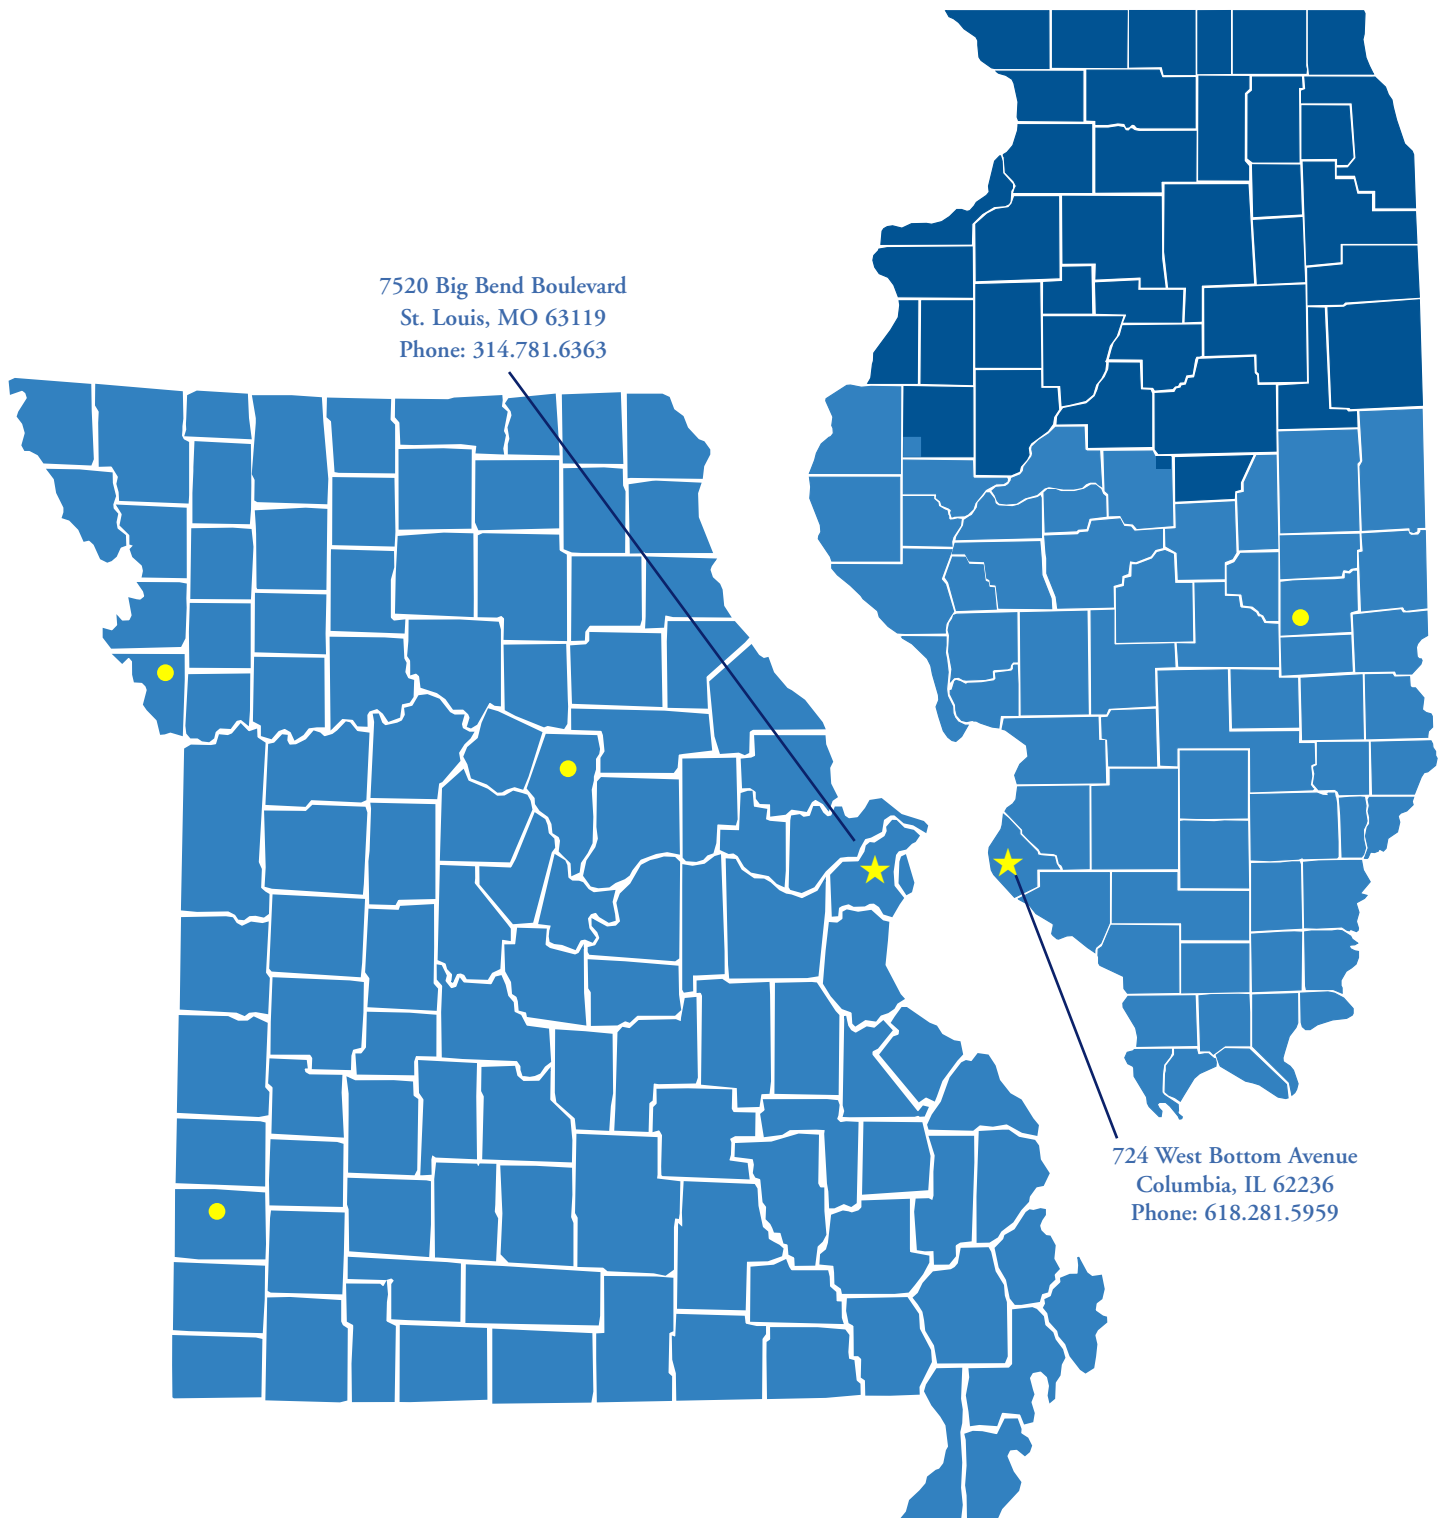 7520 Big Bend Boulevard
St. Louis, MO 63119
Phone: 314.781.6363
724 West Bottom Avenue
Columbia, IL 62236
Phone: 618.281.5959